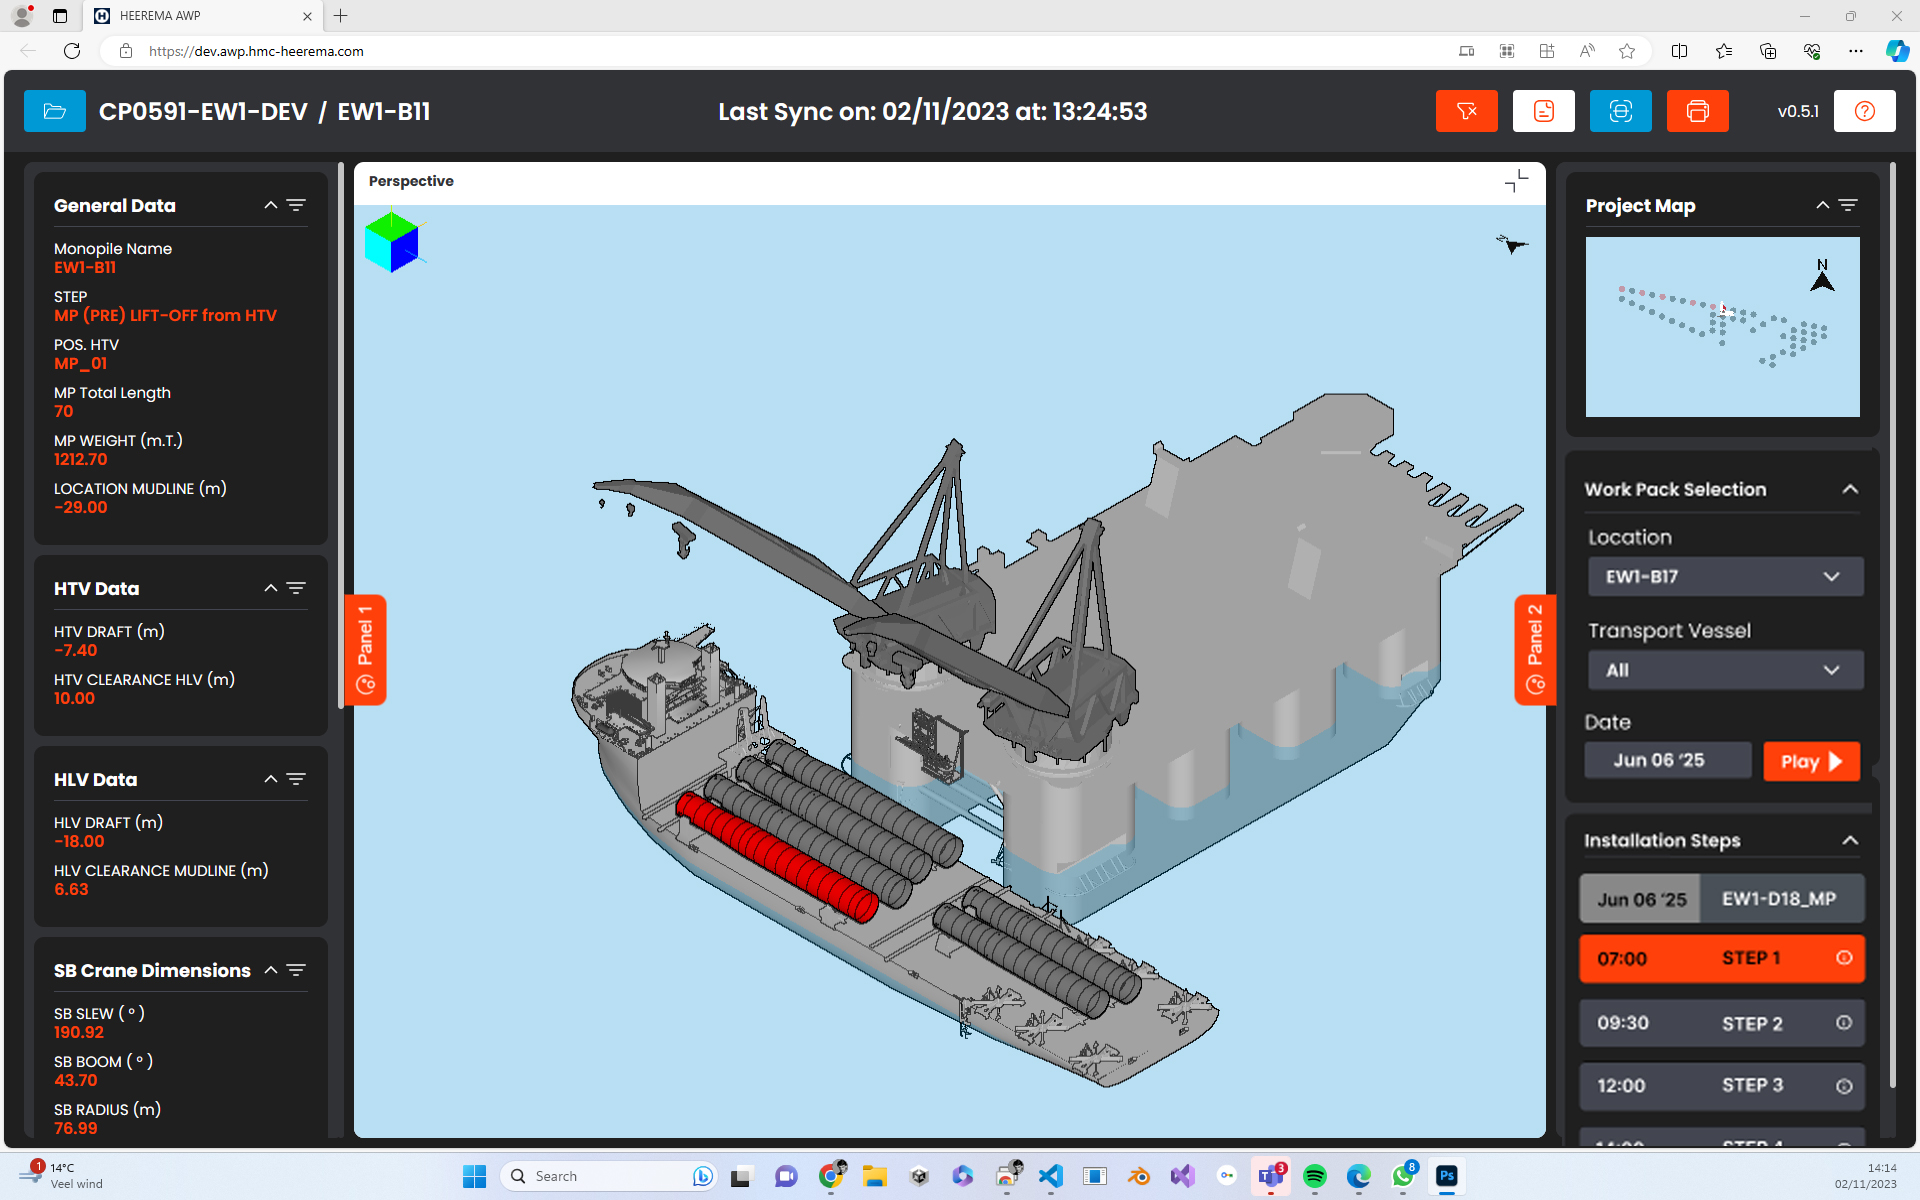 HEEREMA AWP
https://dev.awp.hmc-heerema.com
CP0591-EW1-DEV / EW1-B11
Last Sync on: 02/11/2023 at: 13:24:53
v0.5.1
General Data
Monopile Name
EW1-B11
STEP
MP (PRE) LIFT-OFF from HTV
POS. HTV
MP_01
MP Total Length
70
MP WEIGHT (m.T.)
1212.70
LOCATION MUDLINE (m)
-29.00
HTV Data
HTV DRAFT (m)
-7.40
HTV CLEARANCE HLV (m)
10.00
HLV Data
HLV DRAFT (m)
-18.00
HLV CLEARANCE MUDLINE (m)
6.63
SB Crane Dimensions
SB SLEW ( º )
190.92
SB BOOM ( º )
43.70
SB RADIUS (m)
76.99
Panel 1
Perspective
Panel 2
Project Map
N
Work Pack Selection
Location
EW1-B17
Transport Vessel
All
Date
Jun 06 '25
Play
Installation Steps
Jun 06 '25 EW1-D18_MP
07:00 STEP 1
09:30 STEP 2
12:00 STEP 3
1
14°C
Veel wind
Search
3
8
Ps
14:14
02/11/2023